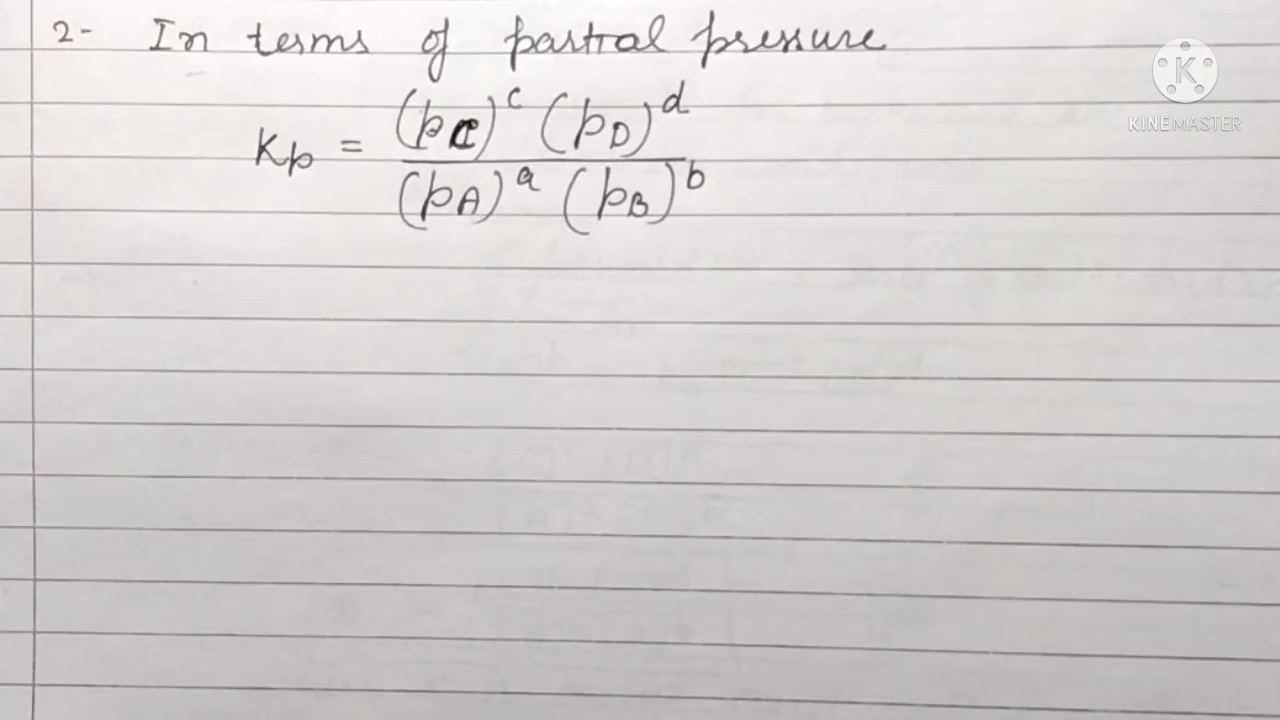 2- In terms of partial pressure
Kp = (pC)^c (pD)^d / (pA)^a (pB)^b
K
KINEMASTER